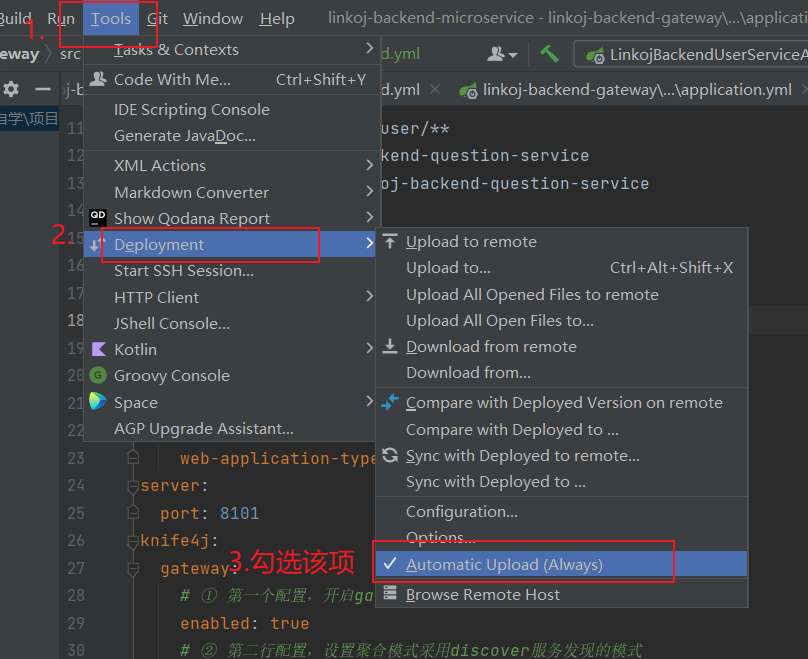 Build Run Tools Git Window Help linkoj-backend-microservice - linkoj-backend-gateway\...\applicati
1.
eway src d.yml LinkojBackendUserServiceA
oj-b d.yml linkoj-backend-gateway\...\application.yml
自学\项目
Tasks & Contexts
Code With Me... Ctrl+Shift+Y
IDE Scripting Console
Generate JavaDoc...
XML Actions
Markdown Converter
QD Show Qodana Report
2.
Deployment
Start SSH Session...
HTTP Client
JShell Console...
Kotlin
G Groovy Console
Space
AGP Upgrade Assistant...
Upload to remote
Upload to... Ctrl+Alt+Shift+X
Upload All Opened Files to remote
Upload All Open Files to...
Download from remote
Download from...
Compare with Deployed Version on remote
Compare with Deployed to ...
Sync with Deployed to remote...
Sync with Deployed to ...
Configuration...
Options...
3.勾选该项
Automatic Upload (Always)
Browse Remote Host
11 user/**
12 kend-question-service
13 oj-backend-question-service
14
15
16
17
18
19
20
21
22
23 web-application-type
24 server:
25 port: 8101
26 knife4j:
27 gateway:
28 # ① 第一个配置，开启ga
29 enabled: true
30 # ② 第二行配置，设置聚合模式采用discover服务发现的模式